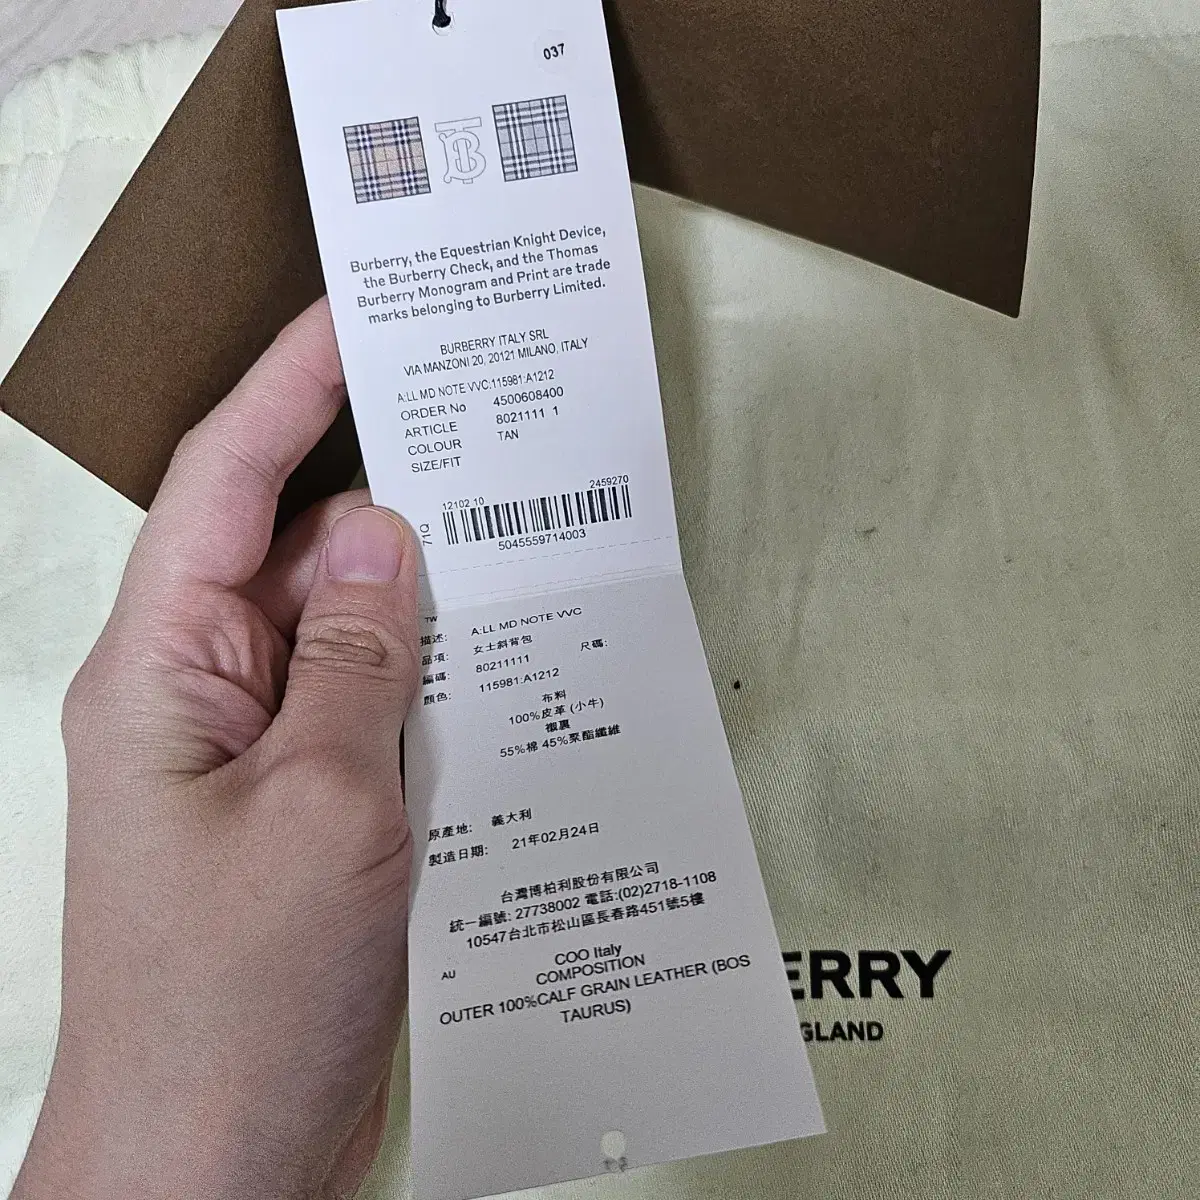 037
Burberry, the Equestrian Knight Device,
the Burberry Check, and the Thomas
Burberry Monogram and Print are trade
marks belonging to Burberry Limited.
BURBERRY ITALY SRL
VIA MANZONI 20, 20121 MILANO, ITALY
A:LL MD NOTE VVC:115981:A1212
ORDER No 4500608400
ARTICLE 8021111 1
COLOUR TAN
SIZE/FIT
12102 10 2459270
71Q
5045559714003
TW
描述: A:LL MD NOTE VVC
品項: 女士斜背包
編碼: 80211111 尺碼:
顏色: 115981:A1212
布料
100%皮革 (小牛)
襯裏
55%棉 45%聚酯纖維
原產地: 義大利
製造日期: 21年02月24日
台灣博柏利股份有限公司
統一編號: 27738002 電話:(02)2718-1108
10547台北市松山區長春路451號5樓
AU
COO Italy
COMPOSITION
OUTER 100%CALF GRAIN LEATHER (BOS
TAURUS)
ERRY
GLAND